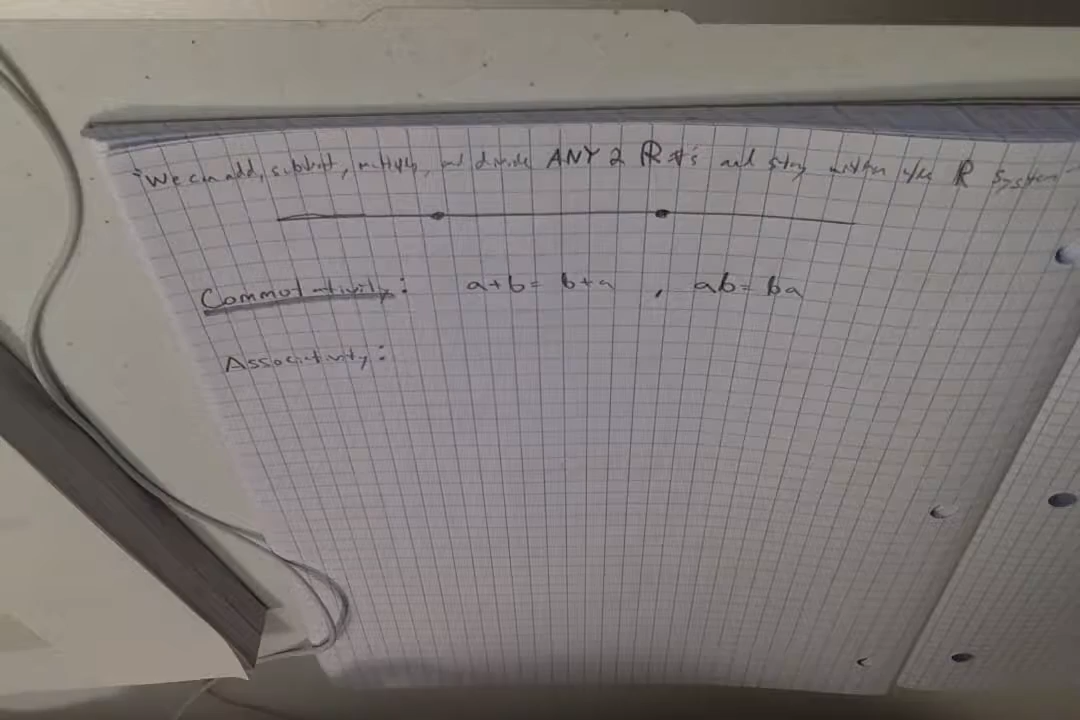 "We can add, subtract, multiply, and divide ANY 2 ℝ #'s and stay within the ℝ system"
Commutativity: a+b = b+a , ab = ba
Associativity: